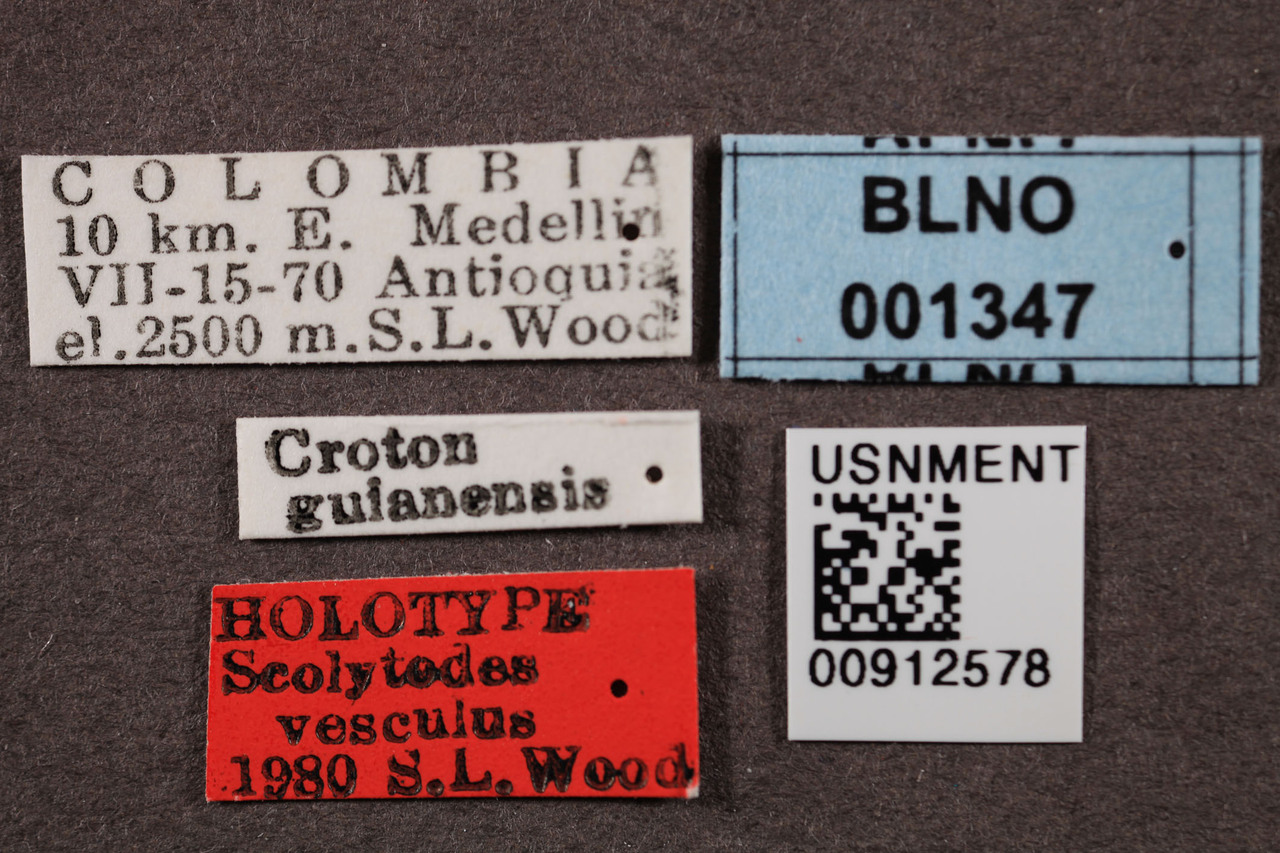 COLOMBIA
10 km. E. Medellin
VII-15-70 Antioquia
el. 2500 m. S.L. Wood
BLNO
001347
Croton
guianensis
USNMENT
00912578
HOLOTYPE
Scolytodes
vesculus
1980 S.L. Wood